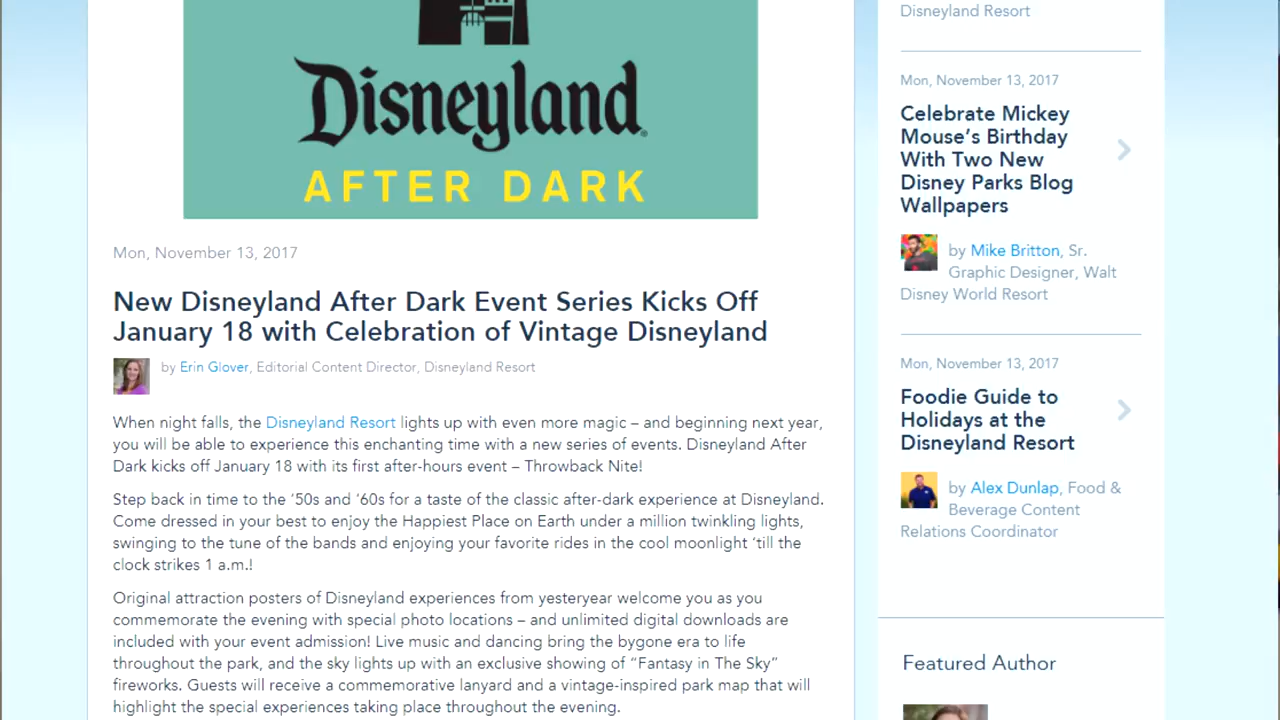 Disneyland
AFTER DARK
Mon, November 13, 2017
New Disneyland After Dark Event Series Kicks Off
January 18 with Celebration of Vintage Disneyland
by Erin Glover, Editorial Content Director, Disneyland Resort
When night falls, the Disneyland Resort lights up with even more magic – and beginning next year,
you will be able to experience this enchanting time with a new series of events. Disneyland After
Dark kicks off January 18 with its first after-hours event – Throwback Nite!
Step back in time to the ’50s and ‘60s for a taste of the classic after-dark experience at Disneyland.
Come dressed in your best to enjoy the Happiest Place on Earth under a million twinkling lights,
swinging to the tune of the bands and enjoying your favorite rides in the cool moonlight ‘till the
clock strikes 1 a.m.!
Original attraction posters of Disneyland experiences from yesteryear welcome you as you
commemorate the evening with special photo locations – and unlimited digital downloads are
included with your event admission! Live music and dancing bring the bygone era to life
throughout the park, and the sky lights up with an exclusive showing of “Fantasy in The Sky”
fireworks. Guests will receive a commemorative lanyard and a vintage-inspired park map that will
highlight the special experiences taking place throughout the evening.
Disneyland Resort
Mon, November 13, 2017
Celebrate Mickey
Mouse’s Birthday
With Two New
Disney Parks Blog
Wallpapers
by Mike Britton, Sr.
Graphic Designer, Walt
Disney World Resort
Mon, November 13, 2017
Foodie Guide to
Holidays at the
Disneyland Resort
by Alex Dunlap, Food &
Beverage Content
Relations Coordinator
Featured Author